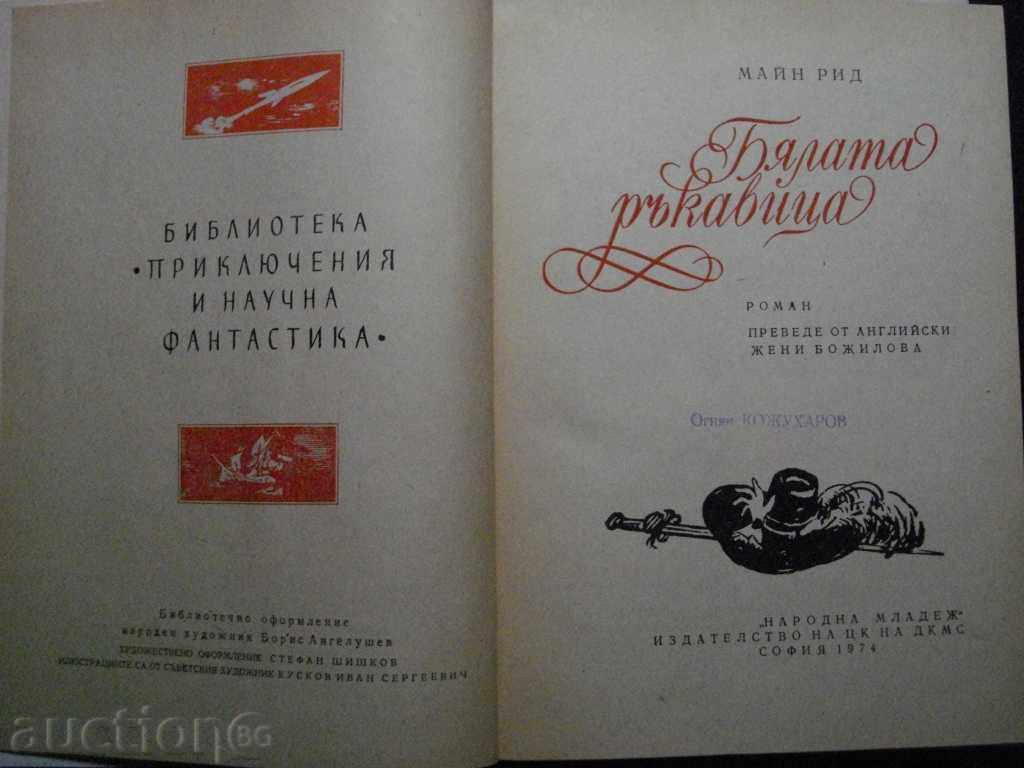 БИБЛИОТЕКА
•ПРИКЛЮЧЕНИЯ
И НАУЧНА
ФАНТАСТИКА•
Библиотечно оформление
народен художник Борис Ангелушев
ХУДОЖЕСТВЕНО ОФОРМЛЕНИЕ СТЕФАН ШИШКОВ
ИЛЮСТРАЦИИТЕ СА ОТ СЪВЕТСКИЯ ХУДОЖНИК КУСКОВ ИВАН СЕРГЕЕВИЧ
МАЙН РИД
Бялата
ръкавица
РОМАН
ПРЕВЕДЕ ОТ АНГЛИЙСКИ
ЖЕНИ БОЖИЛОВА
Огнян КОЖУХАРОВ
„НАРОДНА МЛАДЕЖ"
ИЗДАТЕЛСТВО НА ЦК НА ДКМС
СОФИЯ 1974
auction BG